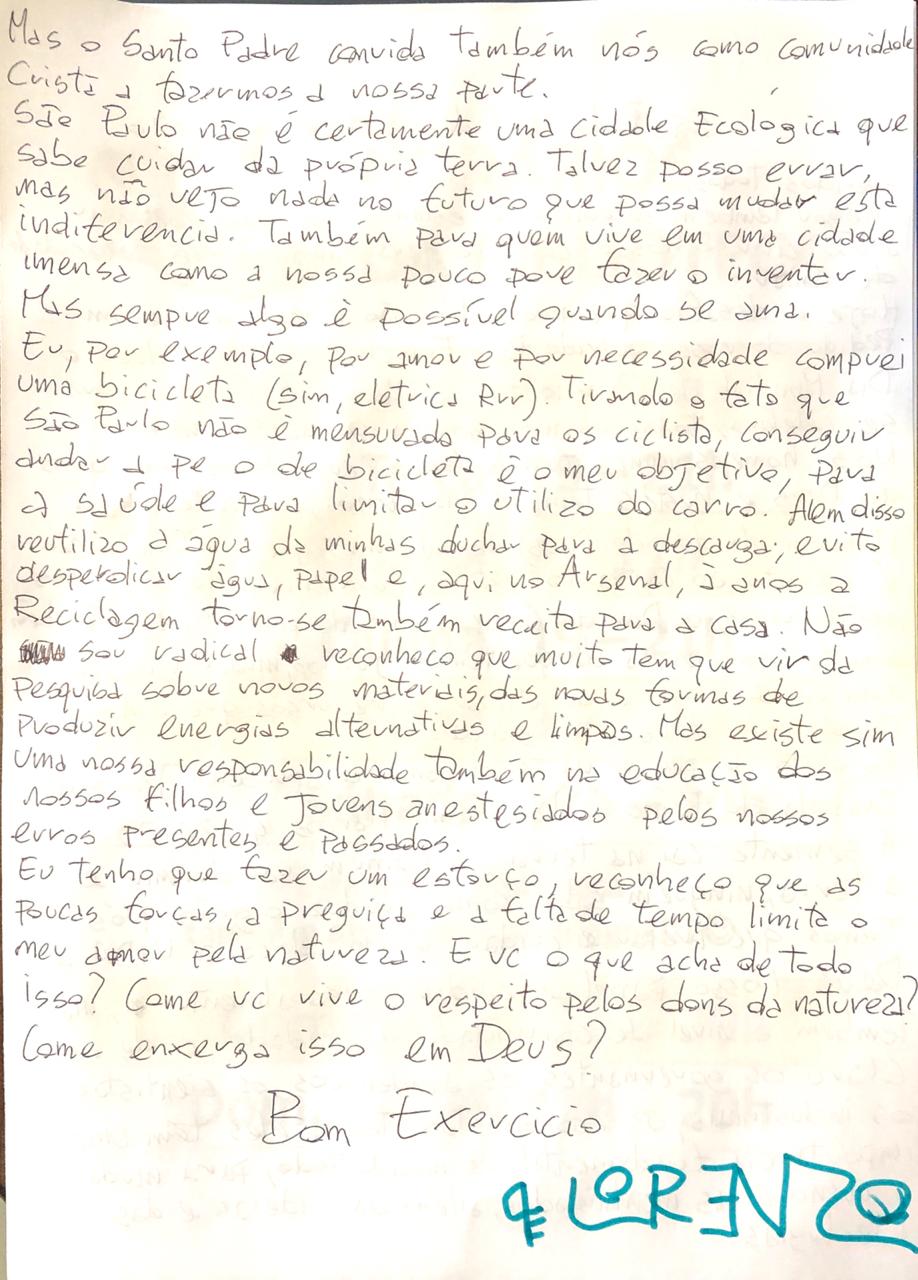 Mas o Santo Padre convida também nós como comunidade
Cristã a fazermos a nossa parte.
São Paulo não é certamente uma cidade Ecológica que
sabe cuidar da própria terra. Talvez posso errar,
mas não vejo nada no futuro que possa mudar esta
indiferencia. Também para quem vive em uma cidade
imensa como a nossa pouco pove fazer o inventar.
Mas sempre algo è possível quando se ama.
Eu, por exemplo, por amor e por necessidade comprei
uma bicicleta (sim, eletrica Rrr). Tirando o fato que
São Paulo não è mensurada para os ciclista, conseguir
andar a pe o de bicicleta è o meu objetivo, para
a saúde e para limitar o utilizo do carro. Alem disso
reutilizo a água da minhas duchar para a descarga, evito
desperdicar água, papel e, aqui no Arsenal, à anos a
Reciclagem torno-se também receita para a casa. Não
sou radical reconheco que muito tem que vir da
pesquisa sobre novos materiais, das novas formas de
produzir energias alternativas e limpas. Mas existe sim
uma nossa responsabilidade também na educação dos
nossos filhos e jovens anestesiados pelos nossos
erros presentes e passados.
Eu tenho que fazer um esforço, reconheço que as
poucas forças, a preguiça e a falta de tempo limita o
meu amor pela natureza. E vc o que acha de todo
isso? Come vc vive o respeito pelos dons da natureza?
Come enxerga isso em Deus?
Bom Exercicio
LORENZO